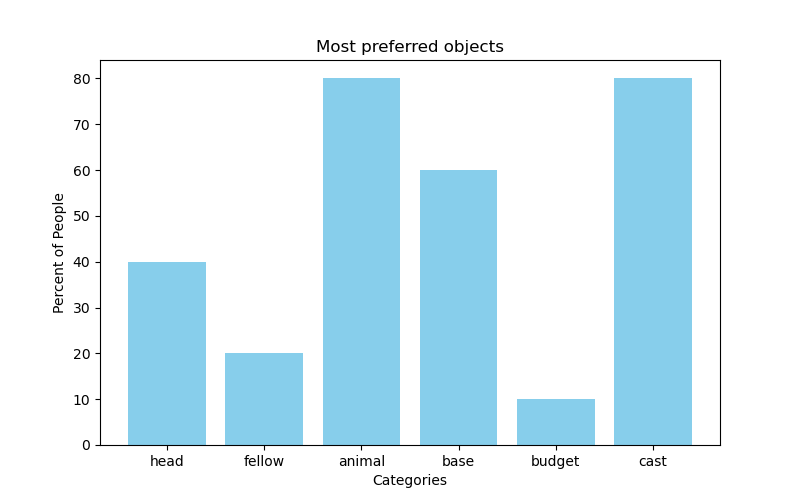 Most preferred objects
Percent of People
80
70
60
50
40
30
20
10
0
head fellow animal base budget cast
Categories